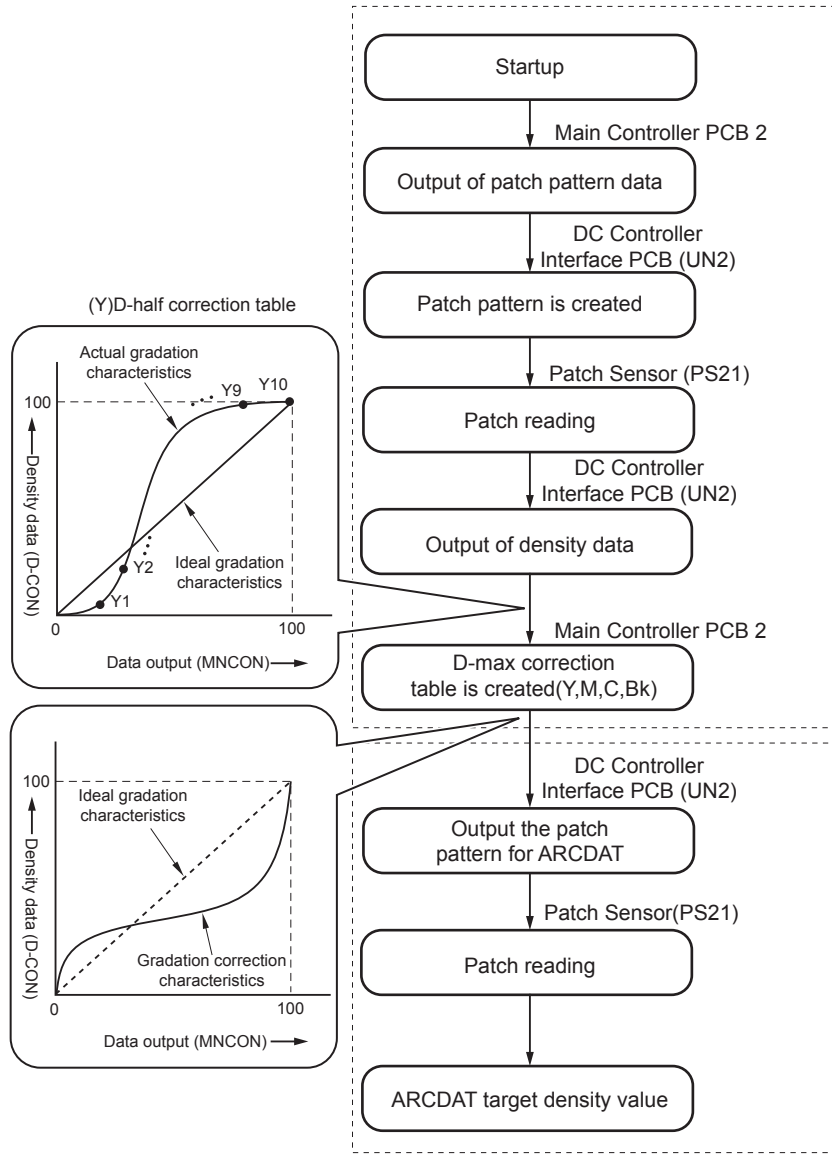 Startup
Main Controller PCB 2
Output of patch pattern data
DC Controller
Interface PCB (UN2)
Patch pattern is created
Patch Sensor (PS21)
Patch reading
DC Controller
Interface PCB (UN2)
Output of density data
Main Controller PCB 2
D-max correction
table is created(Y,M,C,Bk)
DC Controller
Interface PCB (UN2)
Output the patch
pattern for ARCDAT
Patch Sensor(PS21)
Patch reading
ARCDAT target density value
(Y)D-half correction table
Actual gradation
characteristics
Y9
Y10
100
Density data (D-CON)
Y2
Ideal gradation
characteristics
Y1
0
100
Data output (MNCON)
100
Ideal gradation
characteristics
Density data (D-CON)
Gradation correction
characteristics
0
100
Data output (MNCON)